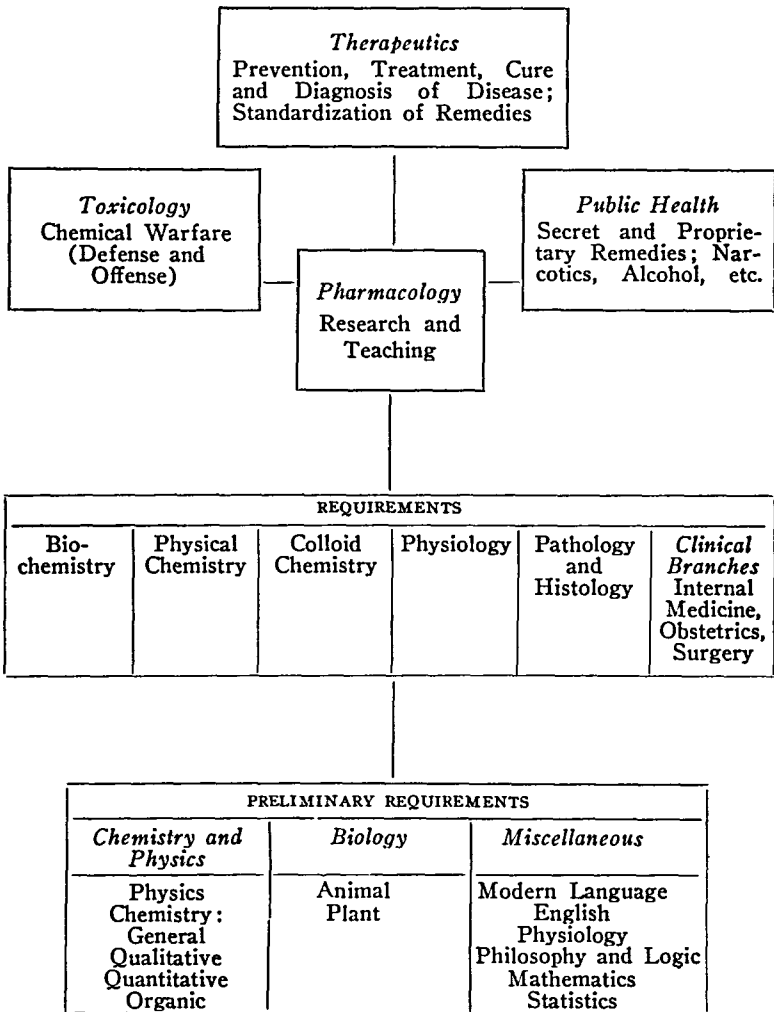 Therapeutics
Prevention, Treatment, Cure
and Diagnosis of Disease;
Standardization of Remedies
Toxicology
Chemical Warfare
(Defense and
Offense)
Public Health
Secret and Proprie-
tary Remedies; Nar-
cotics, Alcohol, etc.
Pharmacology
Research and
Teaching
REQUIREMENTS
Bio-
chemistry
Physical
Chemistry
Colloid
Chemistry
Physiology
Pathology
and
Histology
Clinical
Branches
Internal
Medicine,
Obstetrics,
Surgery
PRELIMINARY REQUIREMENTS
Chemistry and
Physics
Physics
Chemistry:
General
Qualitative
Quantitative
Organic
Biology
Animal
Plant
Miscellaneous
Modern Language
English
Physiology
Philosophy and Logic
Mathematics
Statistics